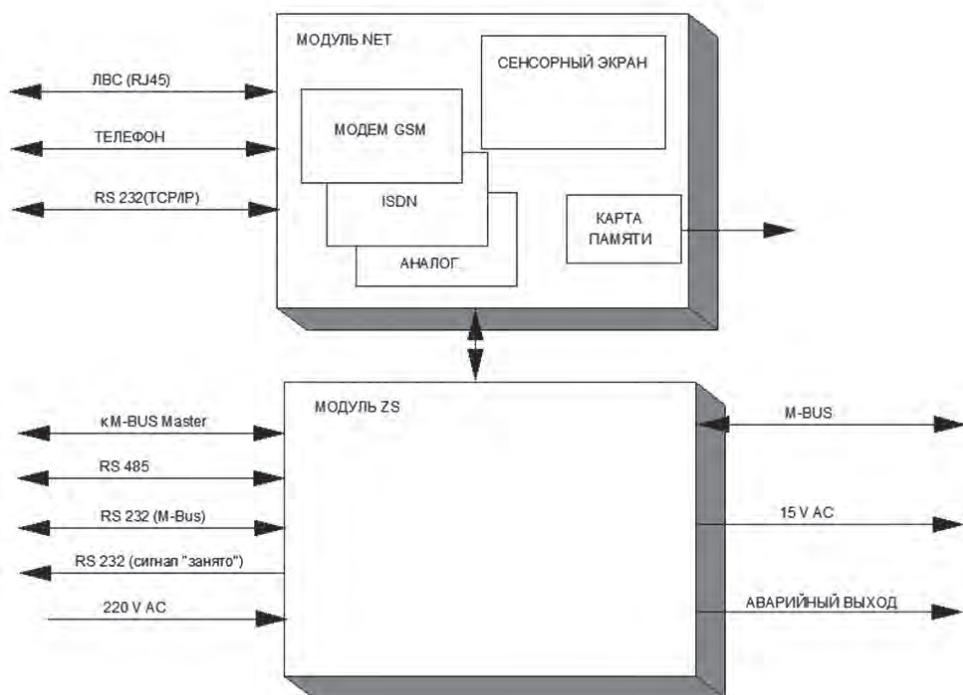 МОДУЛЬ NET
СЕНСОРНЫЙ ЭКРАН
ЛВС (RJ45)
МОДЕМ GSM
ТЕЛЕФОН
RS 232(TCP/IP)
ISDN
КАРТА
ПАМЯТИ
АНАЛОГ
МОДУЛЬ ZS
кM-BUS Master
M-BUS
RS 485
RS 232 (M-Bus)
15 V AC
RS 232 (сигнал "занято")
220 V AC
АВАРИЙНЫЙ ВЫХОД